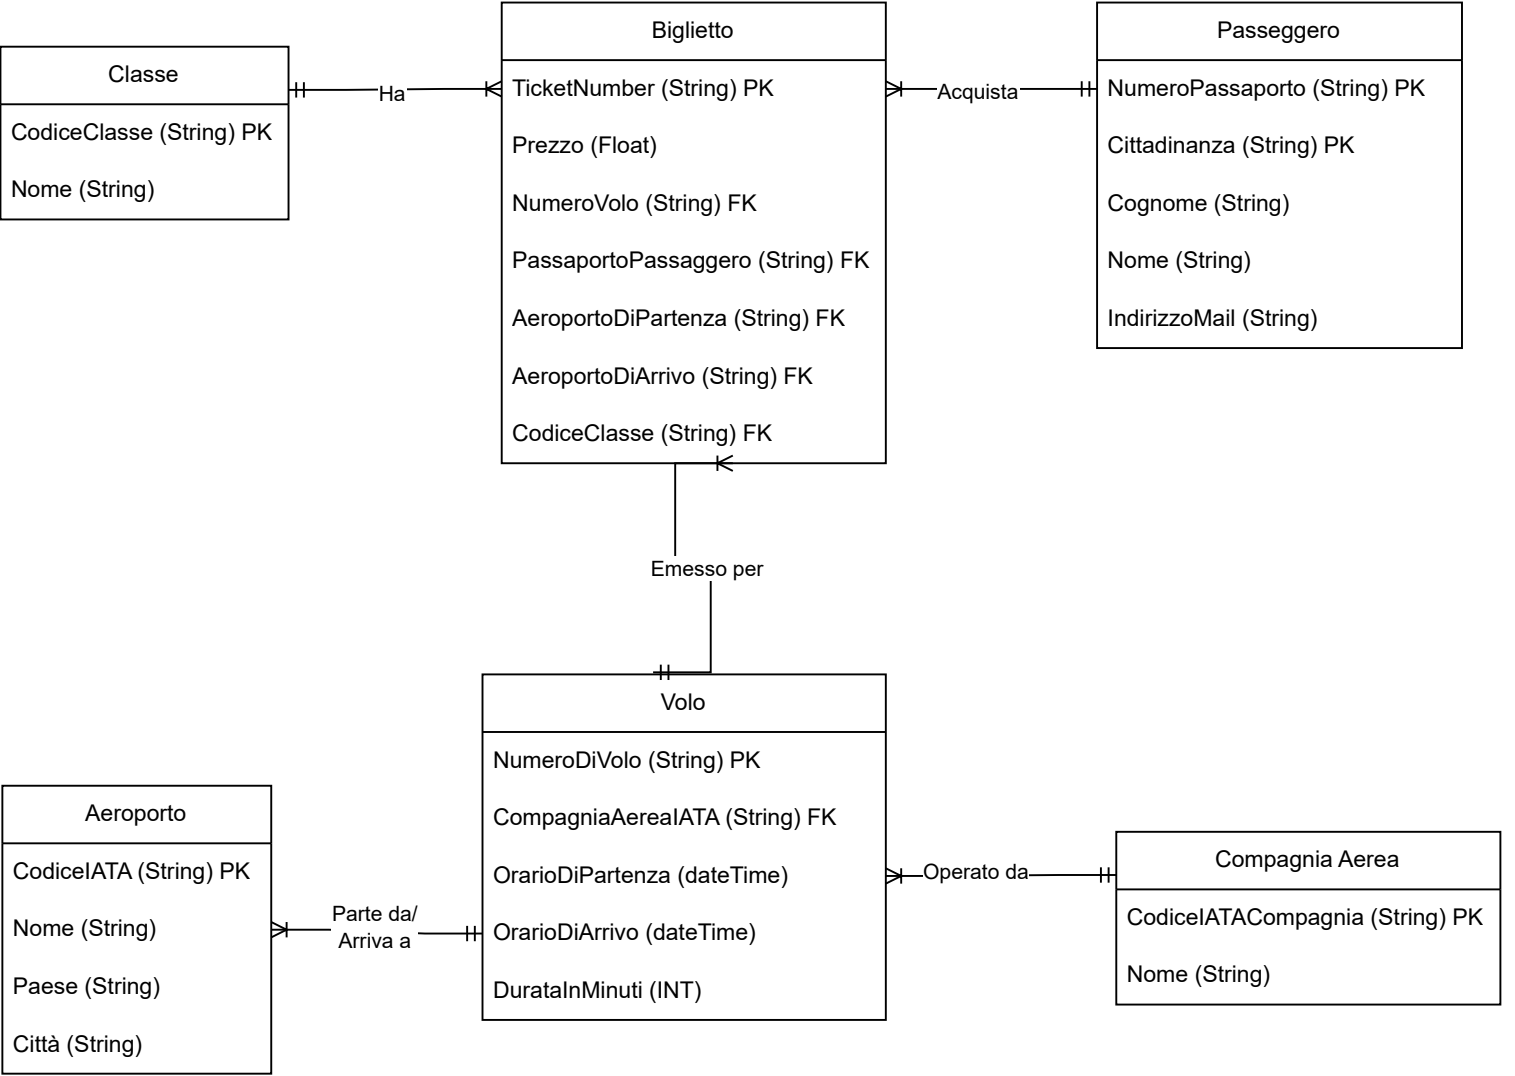 Biglietto
TicketNumber (String) PK
Prezzo (Float)
NumeroVolo (String) FK
PassaportoPassaggero (String) FK
AeroportoDiPartenza (String) FK
AeroportoDiArrivo (String) FK
CodiceClasse (String) FK
Passeggero
NumeroPassaporto (String) PK
Cittadinanza (String) PK
Cognome (String)
Nome (String)
IndirizzoMail (String)
Classe
CodiceClasse (String) PK
Nome (String)
Ha
Acquista
Emesso per
Volo
NumeroDiVolo (String) PK
CompagniaAereaIATA (String) FK
OrarioDiPartenza (dateTime)
OrarioDiArrivo (dateTime)
DurataInMinuti (INT)
Aeroporto
CodiceIATA (String) PK
Nome (String)
Paese (String)
Città (String)
Parte da/
Arriva a
Operato da
Compagnia Aerea
CodiceIATACompagnia (String) PK
Nome (String)